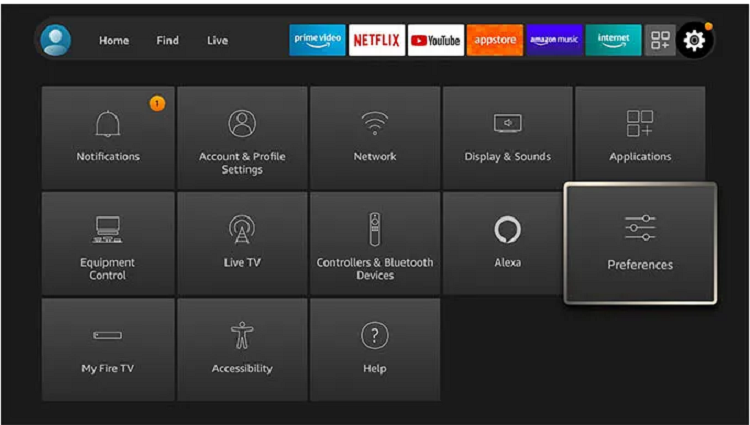 Home Find Live prime video NETFLIX YouTube appstore amazon music internet
1
Notifications
Account & Profile
Settings
Network
Display & Sounds
Applications
Equipment
Control
Live TV
Controllers & Bluetooth
Devices
Alexa
Preferences
My Fire TV
Accessibility
?
Help